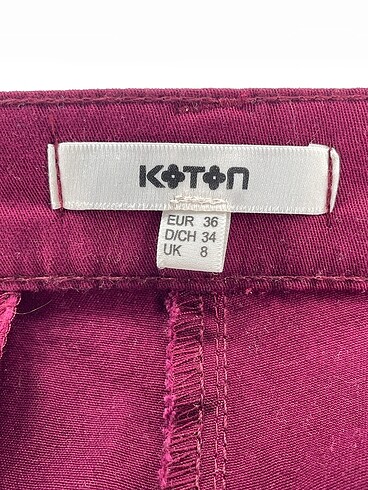 KOTON
EUR 36
D/CH 34
UK 8